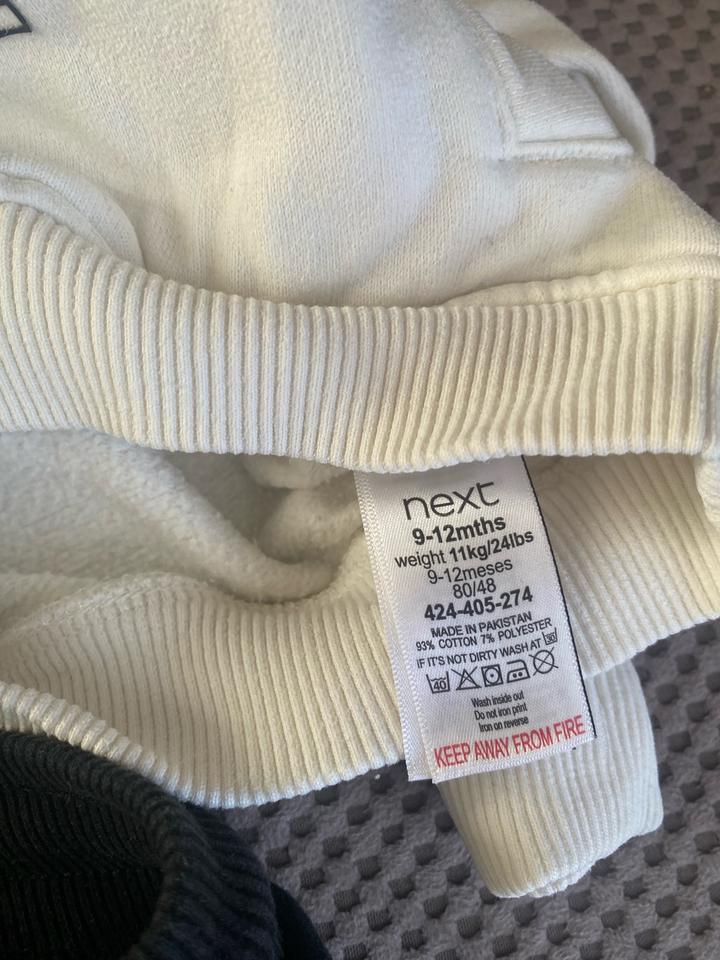 next
9-12mths
weight 11kg/24lbs
9-12meses
80/48
424-405-274
MADE IN PAKISTAN
93% COTTON 7% POLYESTER
IF IT'S NOT DIRTY WASH AT 30
40
Wash inside out
Do not iron print
Iron on reverse
KEEP AWAY FROM FIRE